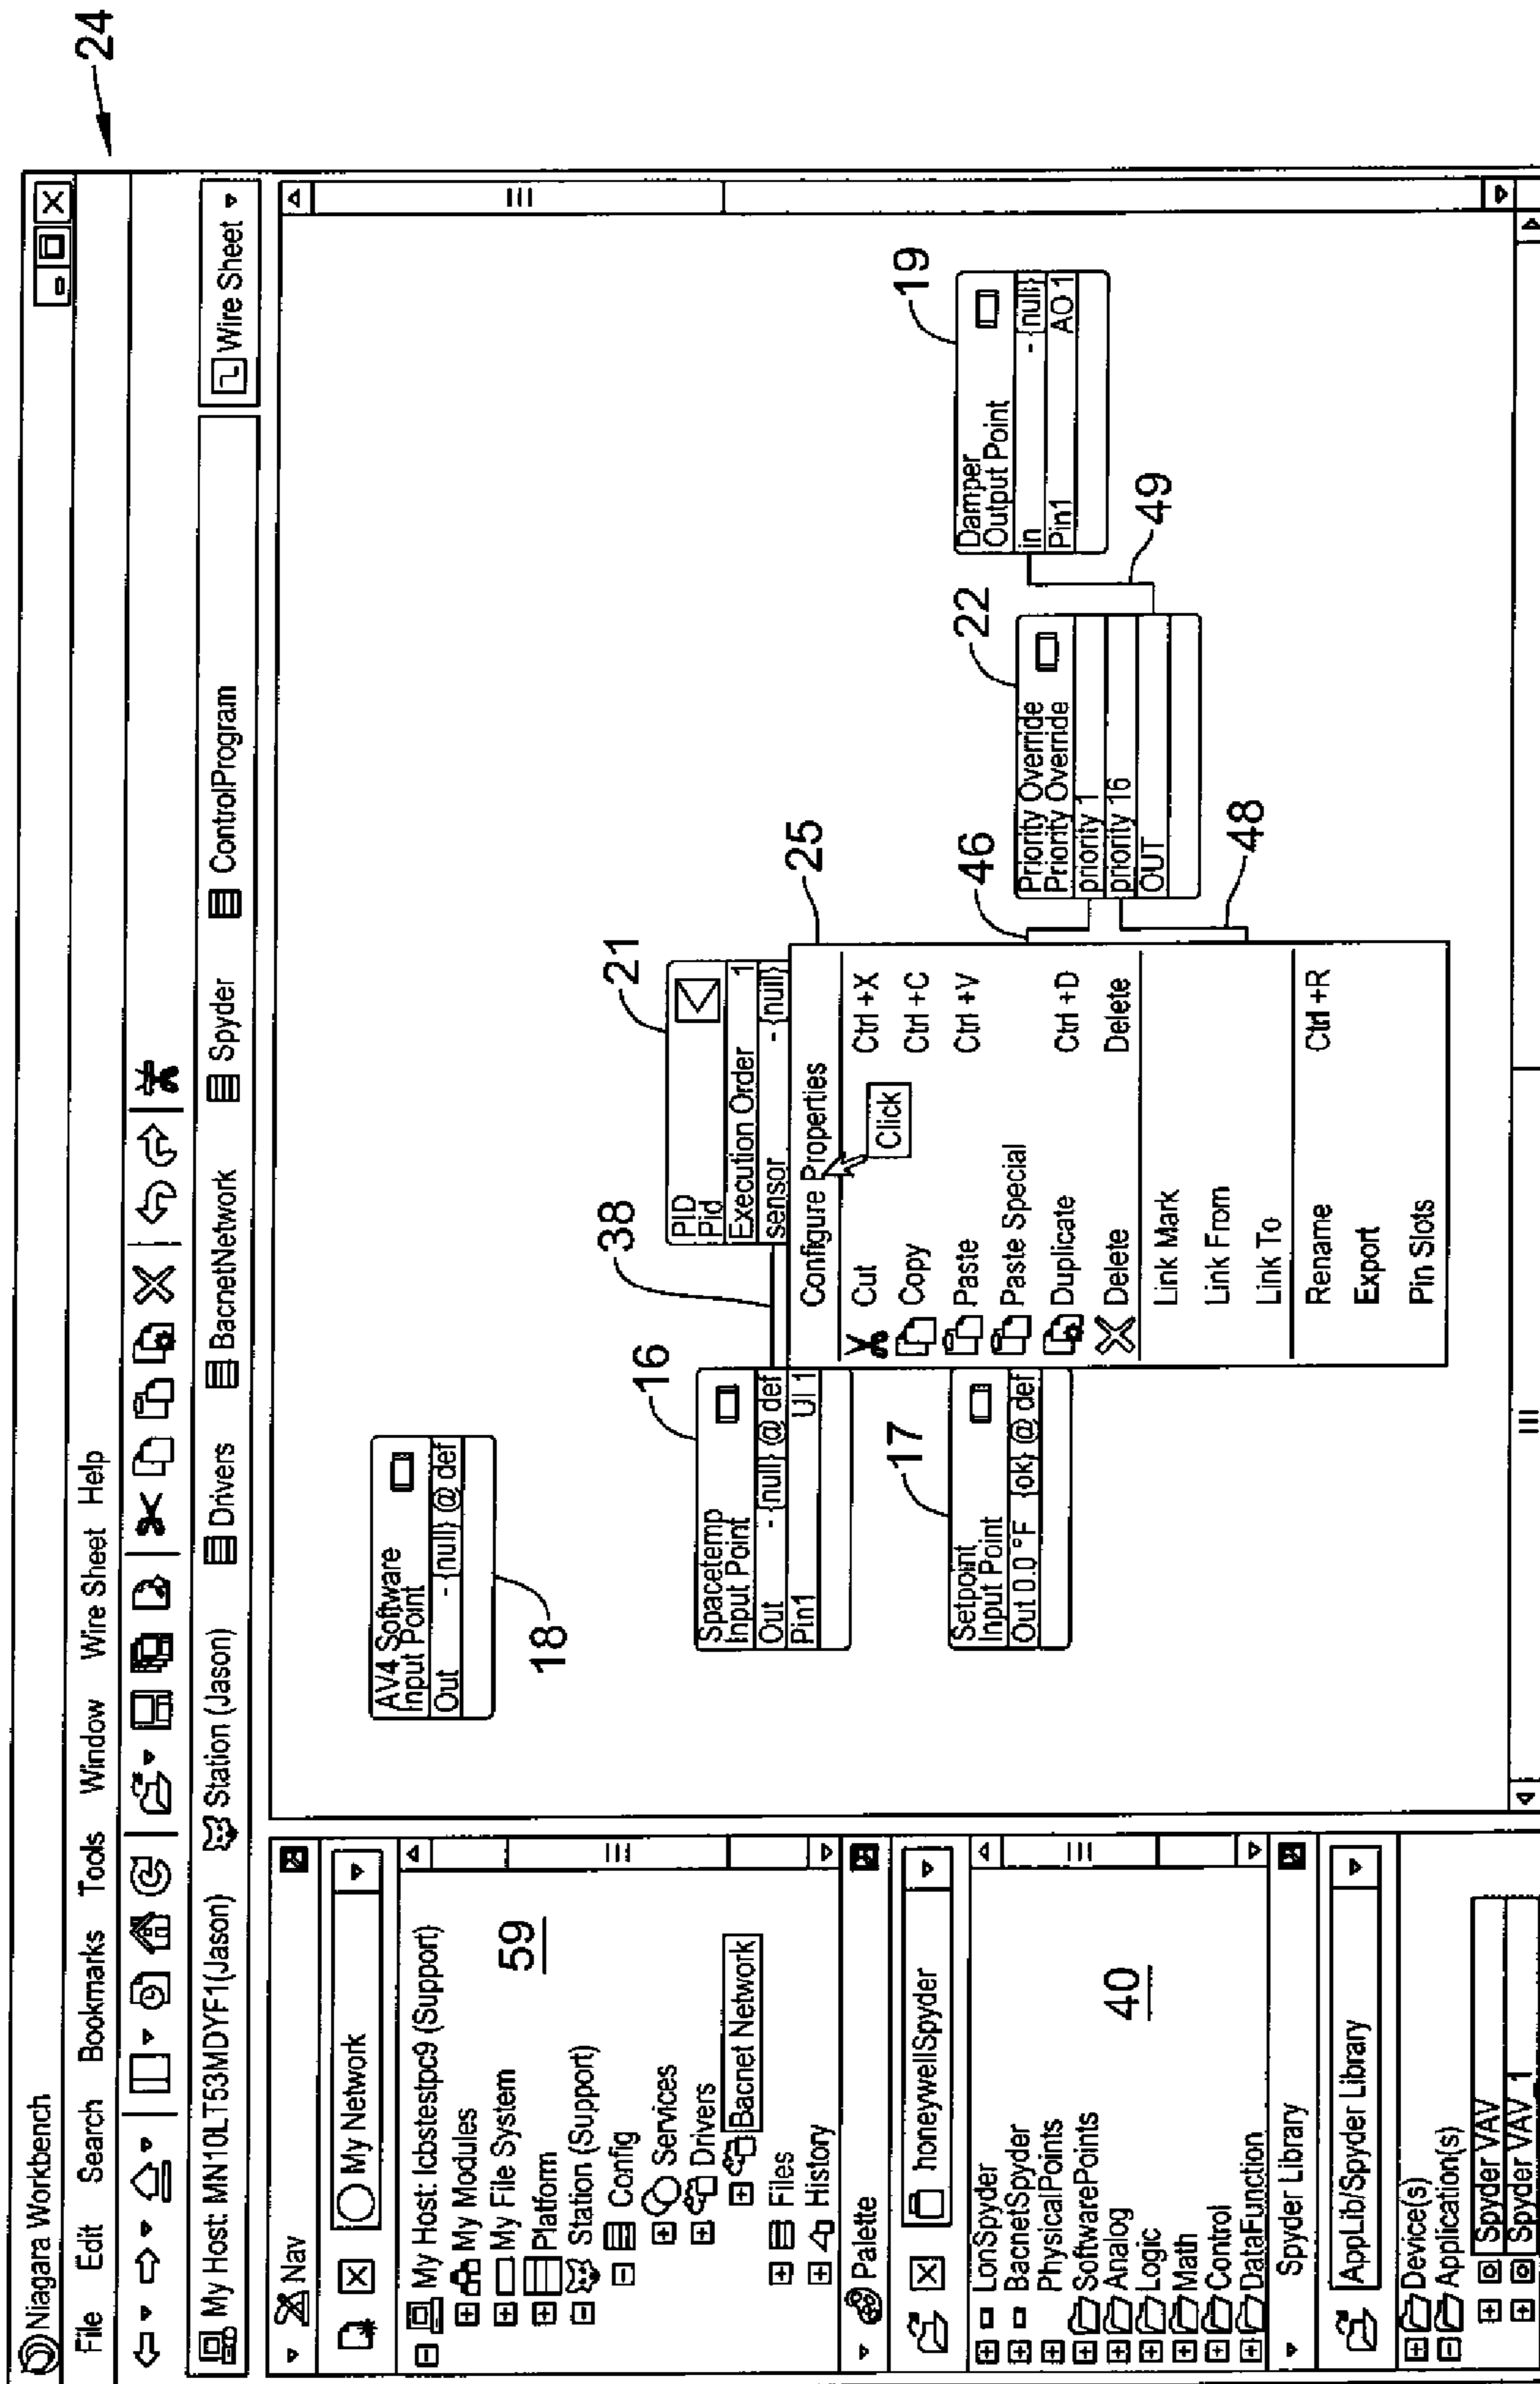 24
Niagara Workbench
File Edit Search Bookmarks Tools Window Wire Sheet Help
My Host: MN10LT53MDYF1(Jason) Station (Jason) Drivers BacnetNetwork Spyder ControlProgram Wire Sheet
Nav
My Network
My Host: Icbstestpc9 (Support)
My Modules
My File System
Platform
Station (Support)
Config
Services
Drivers
Bacnet Network
Files
History
59
Palette
honeywellSpyder
LonSpyder
BacnetSpyder
PhysicalPoints
SoftwarePoints
Analog
Logic
Math
Control
DataFunction
40
Spyder Library
AppLib/Spyder Library
Device(s)
Application(s)
Spyder VAV
Spyder VAV_1
AV4 Software
Input Point
Out - {null} @ def
18
16
Spacetemp
Input Point
Out - {null} @ def
Pin1 UI 1
17
Setpoint
Input Point
Out 0.0 °F {ok} @ def
38
21
PID
Pid
Execution Order 1
sensor - {null}
25
Configure Properties
Click
Cut Ctrl +X
Copy Ctrl +C
Paste Ctrl +V
Paste Special
Duplicate Ctrl +D
Delete Delete
Link Mark
Link From
Link To
Rename Ctrl +R
Export
Pin Slots
46
48
22
Priority Override
Priority Override
priority 1
priority 16
OUT
49
19
Damper
Output Point
in - {null}
Pin1 AO 1